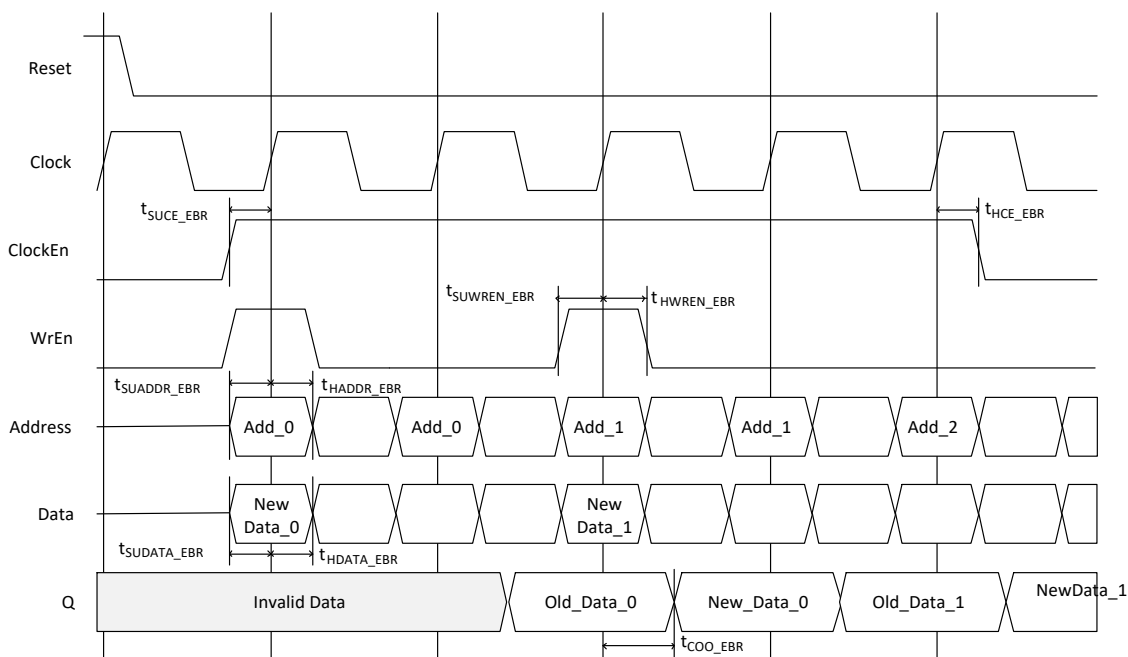 Reset
Clock
tSUCE_EBR
tHCE_EBR
ClockEn
tSUWREN_EBR
tHWREN_EBR
WrEn
tSUADDR_EBR
tHADDR_EBR
Address
Add_0
Add_0
Add_1
Add_1
Add_2
Data
New
Data_0
New
Data_1
tSUDATA_EBR
tHDATA_EBR
Q
Invalid Data
Old_Data_0
New_Data_0
Old_Data_1
NewData_1
tCOO_EBR